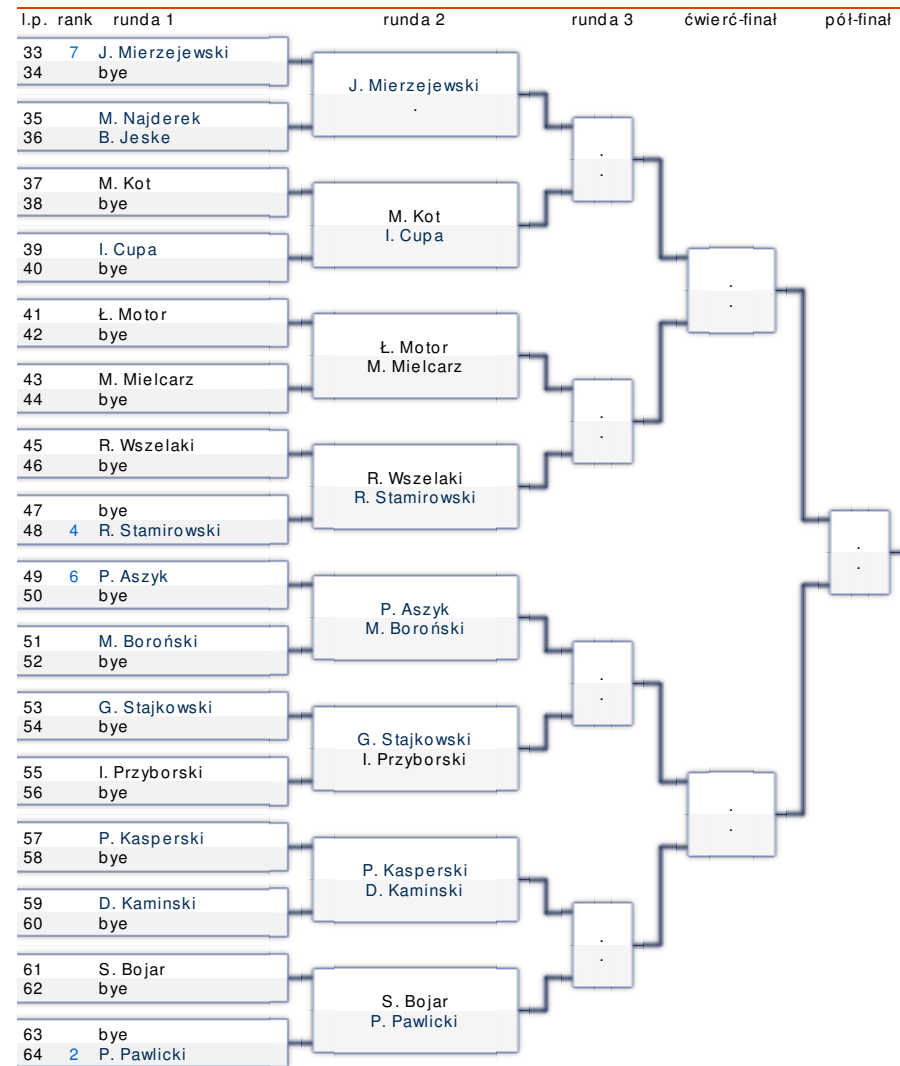 l.p. rank runda 1 runda 2 runda 3 ćwierć-finał pół-finał
33 7 J. Mierzejewski
34 bye
J. Mierzejewski
.
35 M. Najderek
36 B. Jeske
.
.
37 M. Kot
38 bye
M. Kot
I. Cupa
39 I. Cupa
40 bye
.
.
41 Ł. Motor
42 bye
Ł. Motor
M. Mielcarz
43 M. Mielcarz
44 bye
.
.
45 R. Wszelaki
46 bye
R. Wszelaki
R. Stamirowski
47 bye
48 4 R. Stamirowski
.
.
49 6 P. Aszyk
50 bye
P. Aszyk
M. Boroński
51 M. Boroński
52 bye
.
.
53 G. Stajkowski
54 bye
G. Stajkowski
I. Przyborski
55 I. Przyborski
56 bye
.
.
57 P. Kasperski
58 bye
P. Kasperski
D. Kaminski
59 D. Kaminski
60 bye
.
.
61 S. Bojar
62 bye
S. Bojar
P. Pawlicki
63 bye
64 2 P. Pawlicki